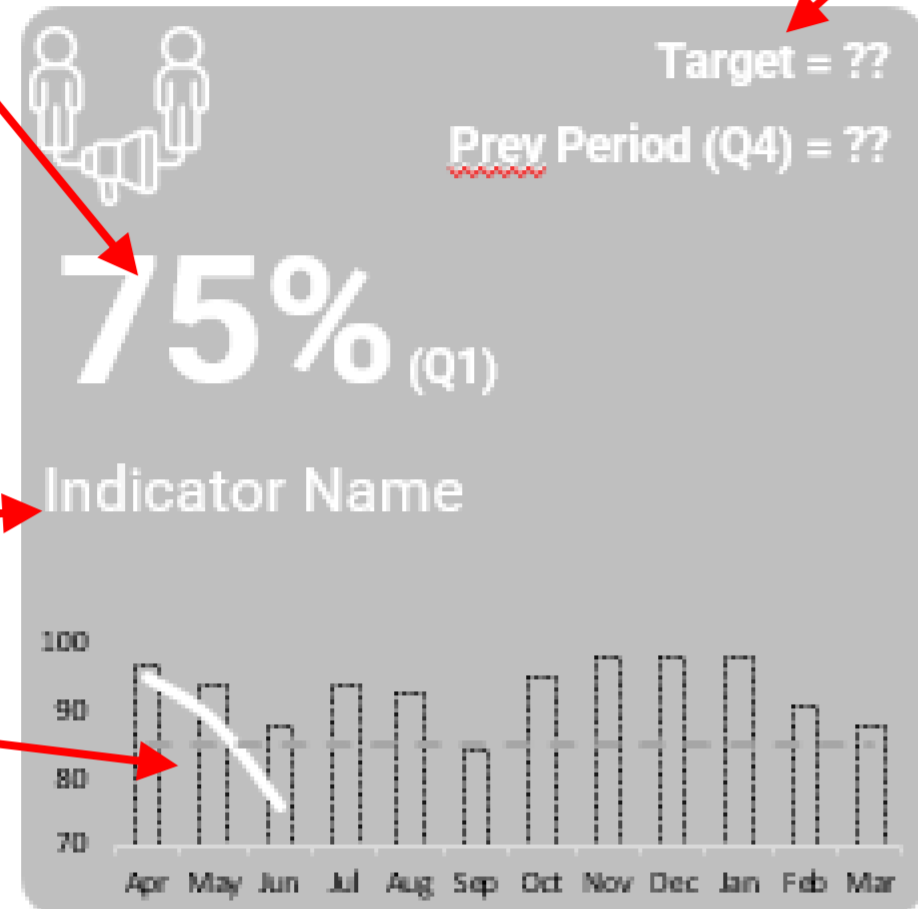 Target = ??
Prev Period (Q4) = ??
75% (Q1)
Indicator Name
100
90
80
70
Apr May Jun Jul Aug Sep Oct Nov Dec Jan Feb Mar